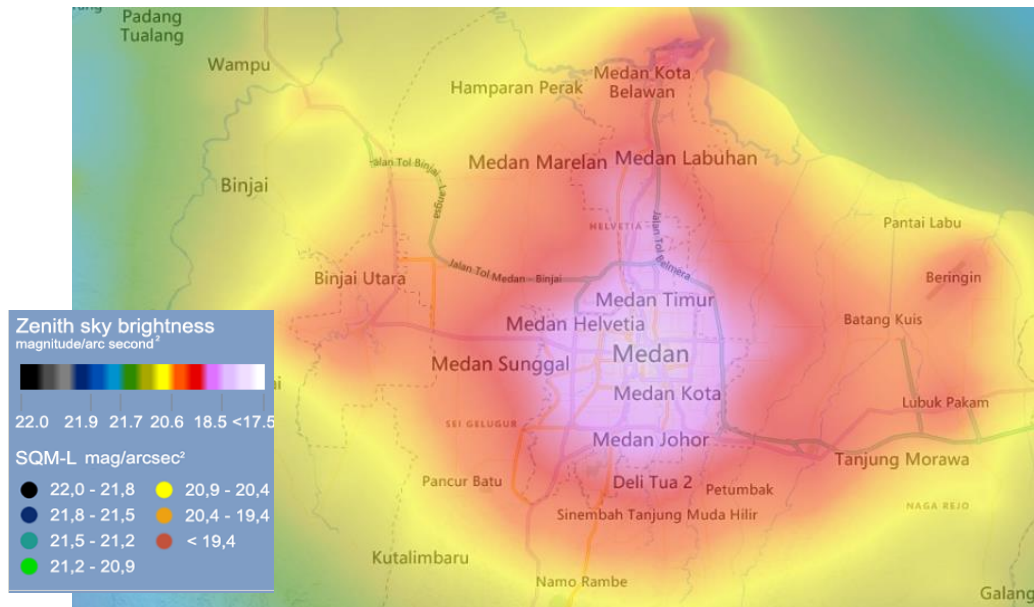 Padang
Tualang
Wampu
Hamparan Perak
Medan Kota
Belawan
Jalan Tol Binjai - Langsa
Medan Marelan
Medan Labuhan
Binjai
HELVETIA
Jalan Tol Belmera
Pantai Labu
Binjai Utara
Jalan Tol Medan - Binjai
Beringin
Medan Timur
Medan Helvetia
Batang Kuis
Medan
Medan Sunggal
Medan Kota
Lubuk Pakam
SEI GELUGUR
Medan Johor
Tanjung Morawa
Pancur Batu
Deli Tua 2
Petumbak
Sinembah Tanjung Muda Hilir
NAGA REJO
Kutalimbaru
Namo Rambe
Galang
Zenith sky brightness
magnitude/arc second²
22.0 21.9 21.7 20.6 18.5 <17.5
SQM-L mag/arcsec²
22,0 - 21,8
20,9 - 20,4
21,8 - 21,5
20,4 - 19,4
21,5 - 21,2
< 19,4
21,2 - 20,9